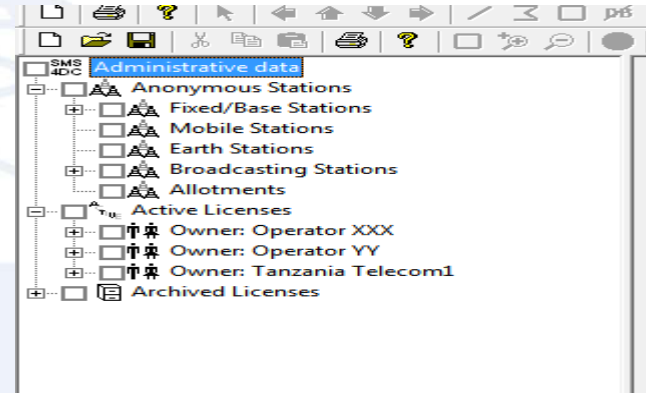 dB
SMS
4DC Administrative data
Anonymous Stations
Fixed/Base Stations
Mobile Stations
Earth Stations
Broadcasting Stations
Allotments
Active Licenses
Owner: Operator XXX
Owner: Operator YY
Owner: Tanzania Telecom1
Archived Licenses